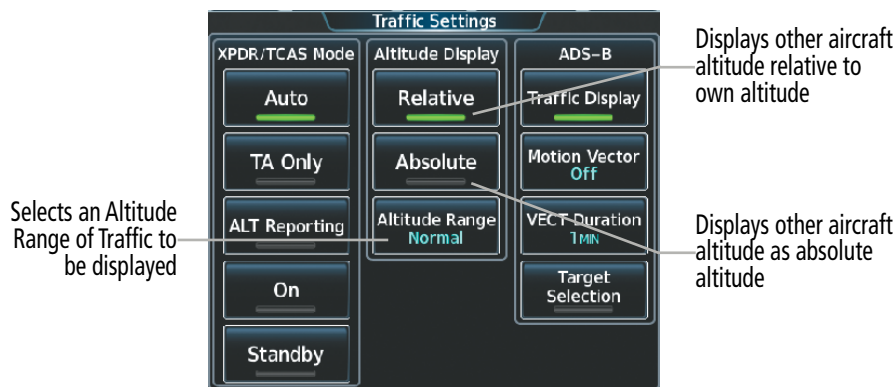 Traffic Settings
XPDR/TCAS Mode
Auto
TA Only
ALT Reporting
On
Standby
Altitude Display
Relative
Absolute
Altitude Range
Normal
ADS-B
Traffic Display
Motion Vector
Off
VECT Duration
1MIN
Target
Selection
Selects an Altitude
Range of Traffic to
be displayed
Displays other aircraft
altitude relative to
own altitude
Displays other aircraft
altitude as absolute
altitude